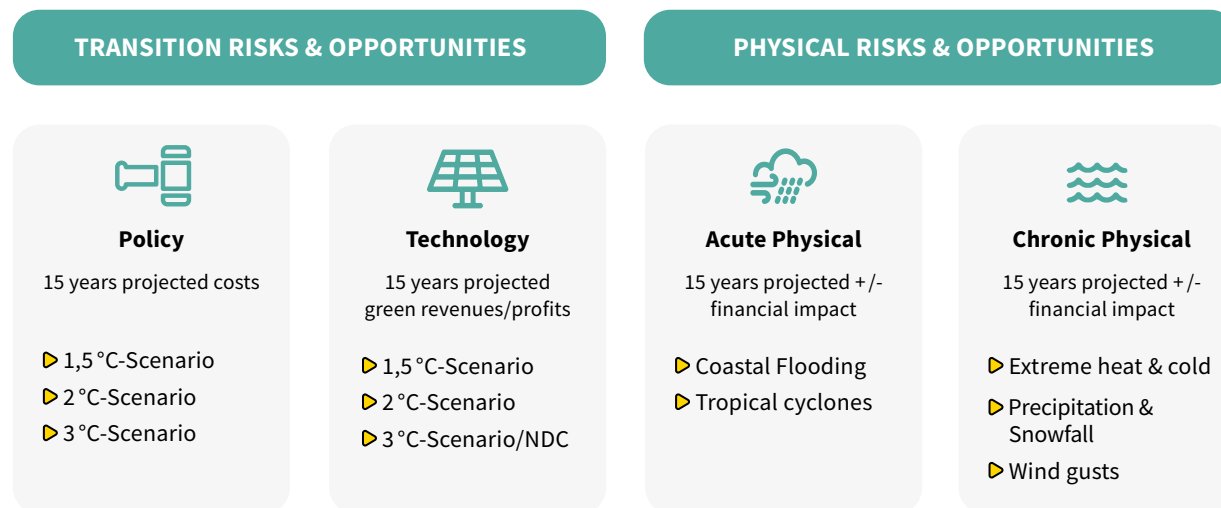 TRANSITION RISKS & OPPORTUNITIES
PHYSICAL RISKS & OPPORTUNITIES
Policy
15 years projected costs
1,5 °C-Scenario
2 °C-Scenario
3 °C-Scenario
Technology
15 years projected
green revenues/profits
1,5 °C-Scenario
2 °C-Scenario
3 °C-Scenario/NDC
Acute Physical
15 years projected +/-
financial impact
Coastal Flooding
Tropical cyclones
Chronic Physical
15 years projected +/-
financial impact
Extreme heat & cold
Precipitation &
Snowfall
Wind gusts